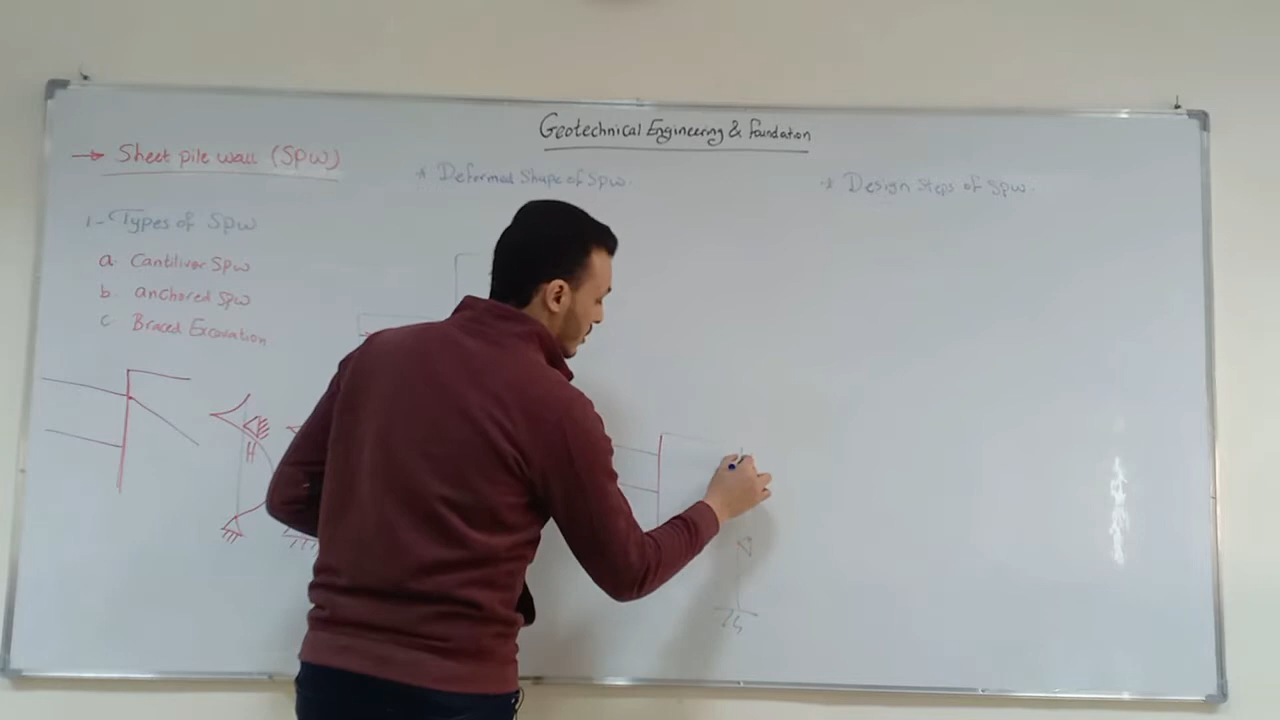 Geotechnical Engineering & Foundation
→ Sheet pile wall (SPW)
1- Types of SPW
a. Cantiliver SPW
b. anchored SPW
c. Braced Excavation
H
* Deformed Shape of SPW.
* Design Steps of SPW.